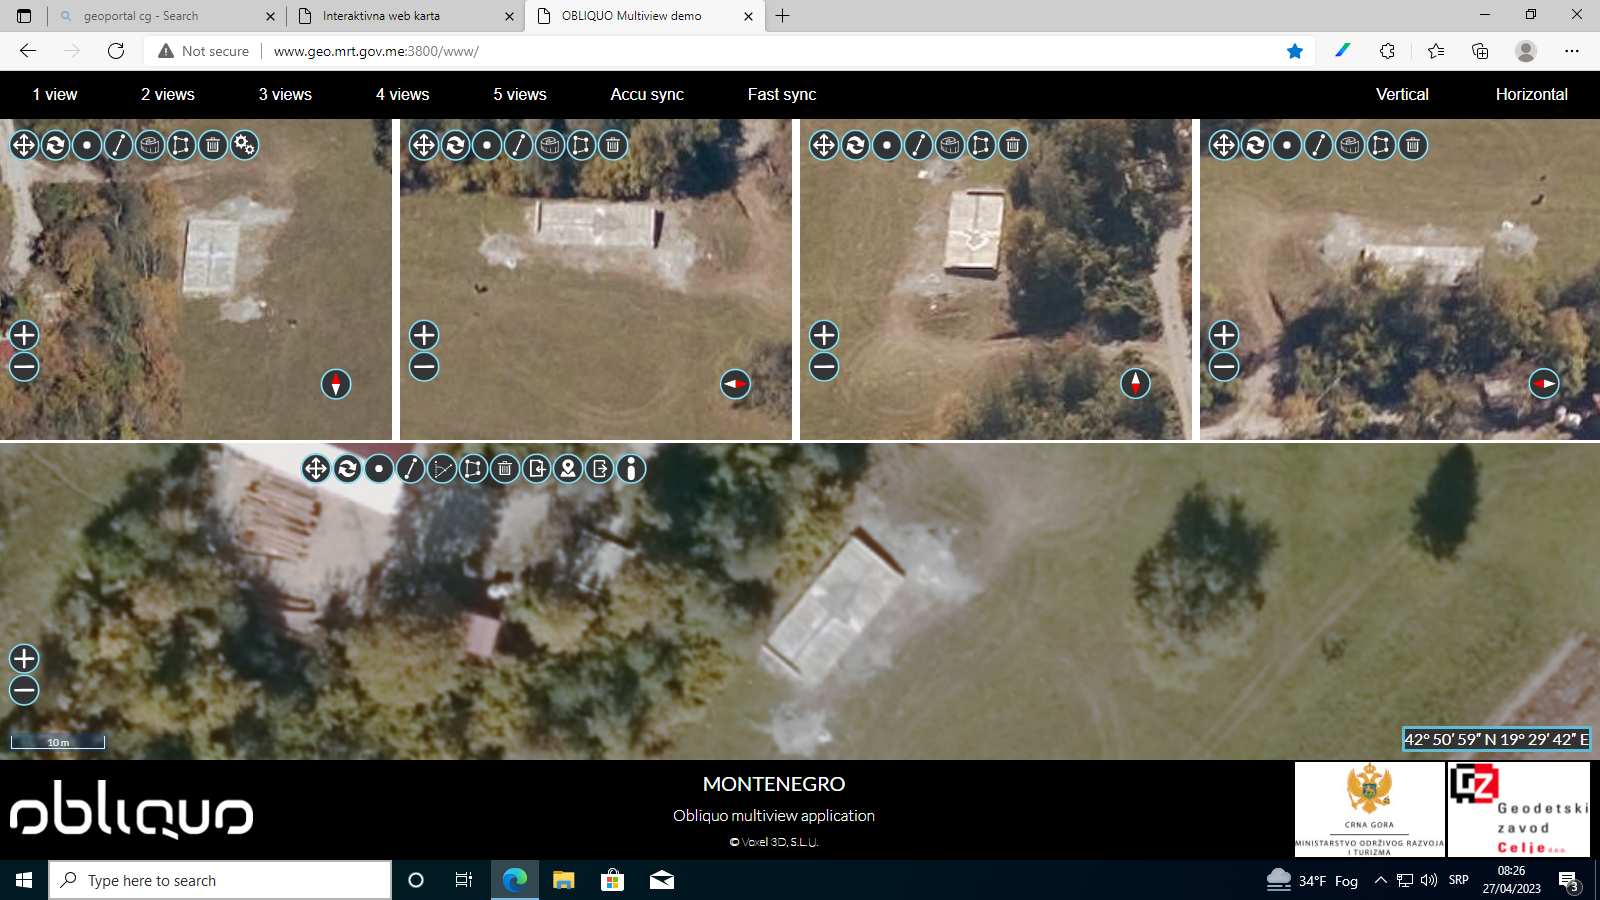 geoportal cg - Search
Interaktivna web karta
OBLIQUO Multiview demo
Not secure
www.geo.mrt.gov.me:3800/www/
1 view
2 views
3 views
4 views
5 views
Accu sync
Fast sync
Vertical
Horizontal
10 m
42° 50′ 59″ N 19° 29′ 42″ E
obliquo
MONTENEGRO
Obliquo multiview application
© Voxel 3D, S.L.U.
CRNA GORA
MINISTARSTVO ODRŽIVOG RAZVOJA
I TURIZMA
GZ
Geodetski
zavod
Celje d.o.o.
Type here to search
34°F Fog
SRP
08:26
27/04/2023
3